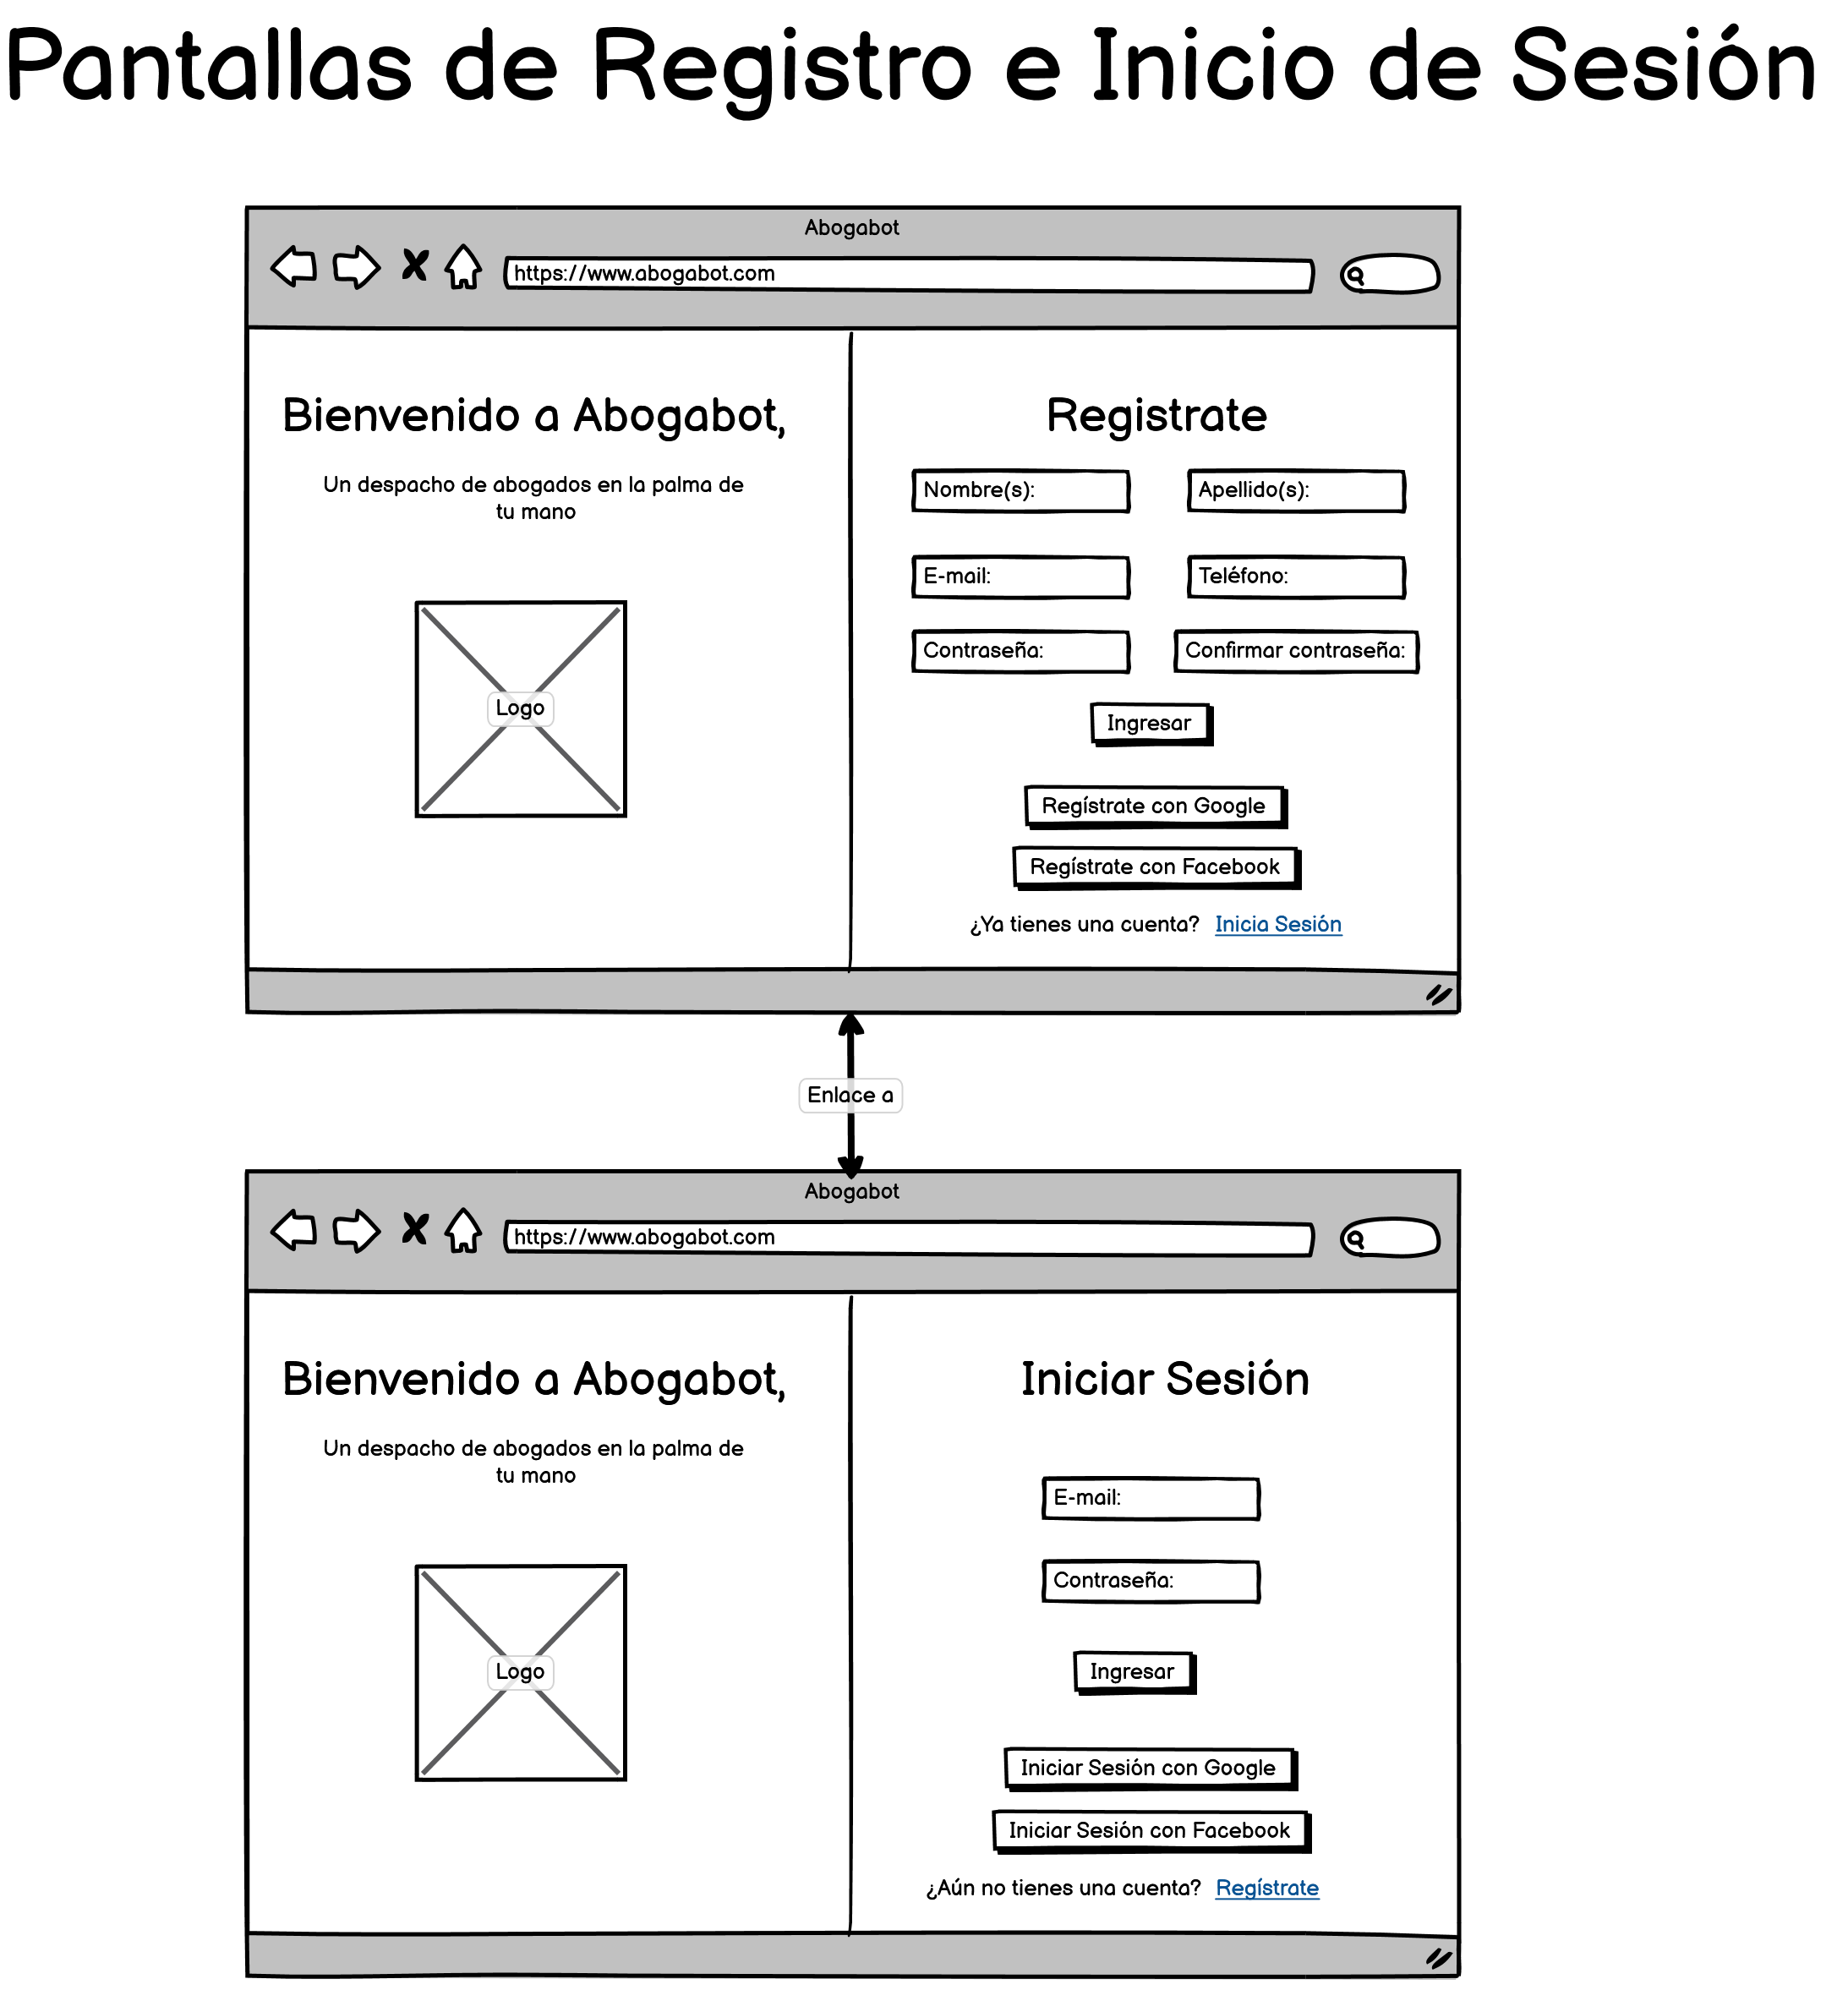 Pantallas de Registro e Inicio de Sesión
Abogabot
https://www.abogabot.com
Bienvenido a Abogabot,
Un despacho de abogados en la palma de
tu mano
Logo
Registrate
Nombre(s):
Apellido(s):
E-mail:
Teléfono:
Contraseña:
Confirmar contraseña:
Ingresar
Regístrate con Google
Regístrate con Facebook
¿Ya tienes una cuenta? Inicia Sesión
Enlace a
Abogabot
https://www.abogabot.com
Bienvenido a Abogabot,
Un despacho de abogados en la palma de
tu mano
Logo
Iniciar Sesión
E-mail:
Contraseña:
Ingresar
Iniciar Sesión con Google
Iniciar Sesión con Facebook
¿Aún no tienes una cuenta? Regístrate